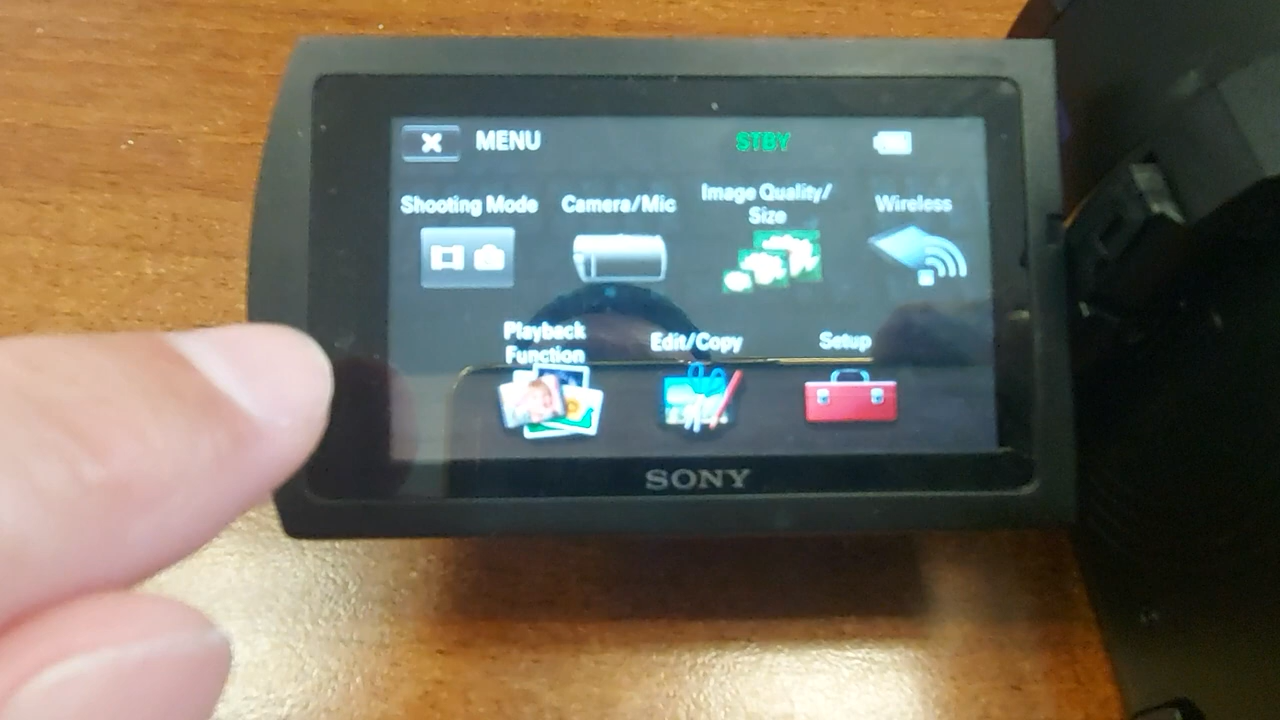 MENU
STBY
Shooting Mode
Camera/Mic
Image Quality/
Size
Wireless
Playback
Function
Edit/Copy
Setup
SONY